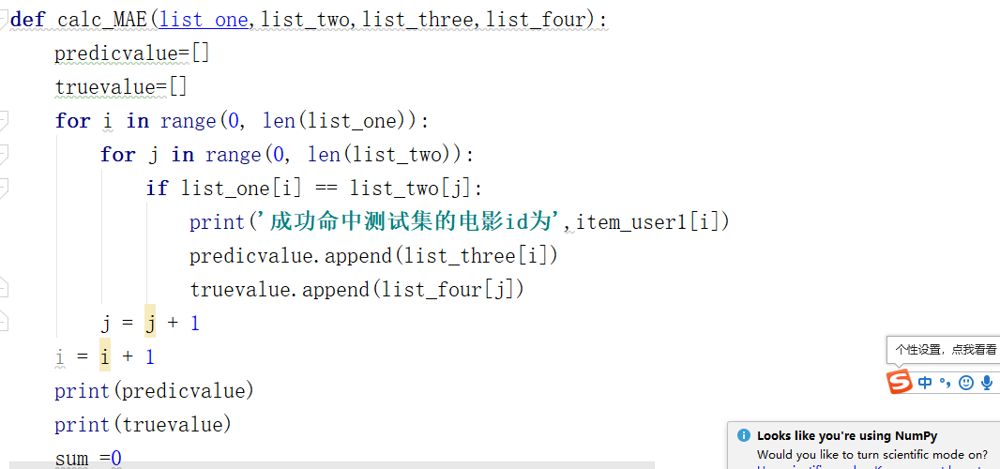 def calc_MAE(list_one,list_two,list_three,list_four):
    predicvalue=[]
    truevalue=[]
    for i in range(0, len(list_one)):
        for j in range(0, len(list_two)):
            if list_one[i] == list_two[j]:
                print('成功命中测试集的电影id为',item_user1[i])
                predicvalue.append(list_three[i])
                truevalue.append(list_four[j])
        j = j + 1
    i = i + 1
    print(predicvalue)
    print(truevalue)
    sum =0
个性设置，点我看看
S中°,
Looks like you're using NumPy
Would you like to turn scientific mode on?